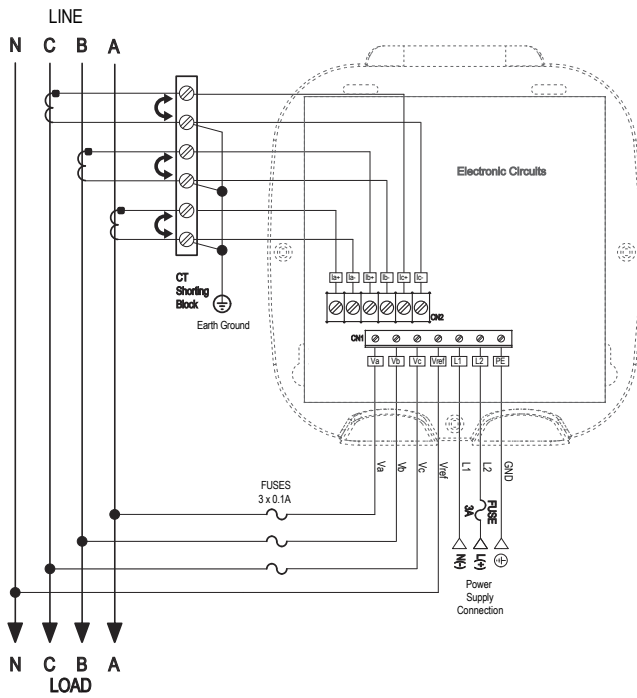 LINE
N C B A
Electronic Circuits
Ia+ Ia- Ib+ Ib- Ic+ Ic-
CT
Shorting
Block
CN2
Earth Ground
CN1
Va Vb Vc Vref L1 L2 PE
Va
Vb
Vc
Vref
L1
L2
GND
FUSES
3 x 0.1A
FUSE
3A
N(-)
L(+)
Power
Supply
Connection
N C B A
LOAD